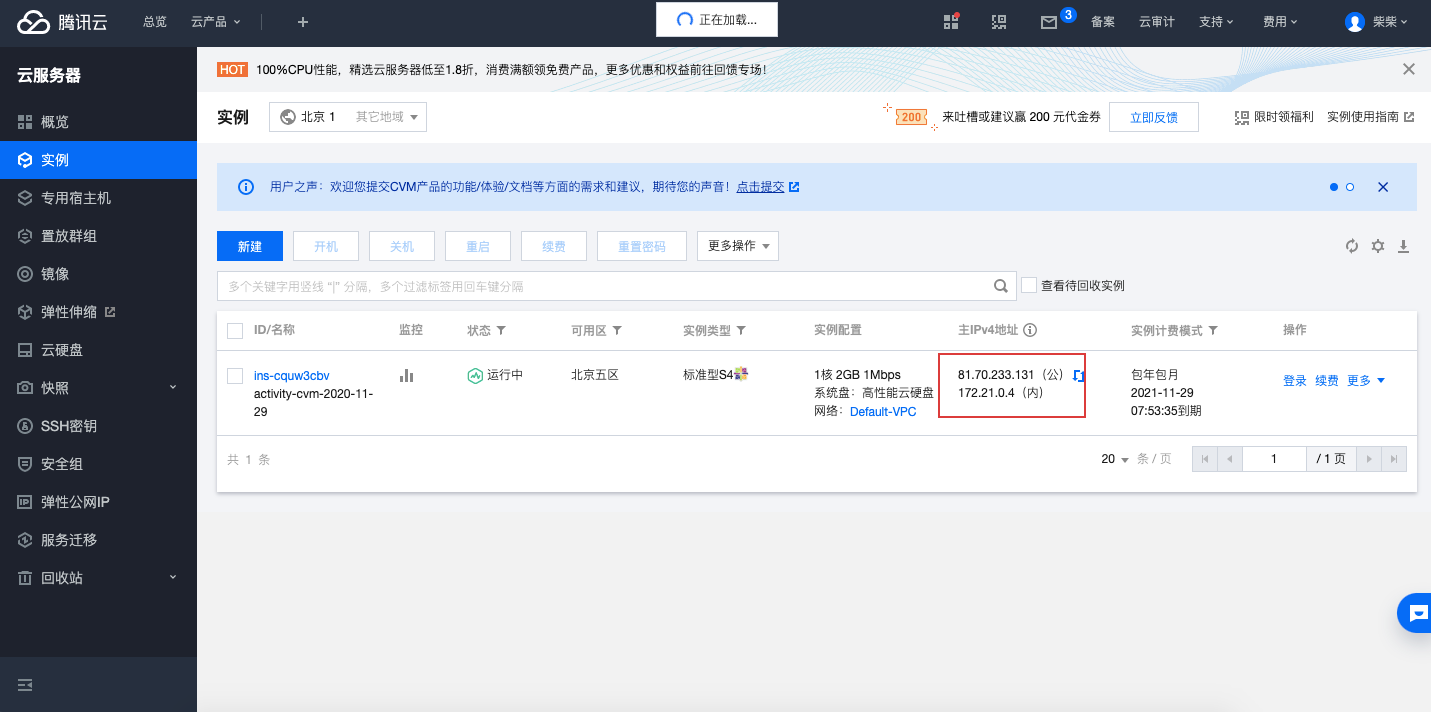 腾讯云
总览
云产品
正在加载...
3
备案
云审计
支持
费用
柴柴
云服务器
概览
实例
专用宿主机
置放群组
镜像
弹性伸缩
云硬盘
快照
SSH密钥
安全组
弹性公网IP
服务迁移
回收站
HOT 100%CPU性能，精选云服务器低至1.8折，消费满额领免费产品，更多优惠和权益前往回馈专场！
实例
北京 1 其它地域
200 来吐槽或建议赢 200 元代金券
立即反馈
限时领福利
实例使用指南
用户之声：欢迎您提交CVM产品的功能/体验/文档等方面的需求和建议，期待您的声音！点击提交
新建
开机
关机
重启
续费
重置密码
更多操作
多个关键字用竖线 “|” 分隔，多个过滤标签用回车键分隔
查看待回收实例
ID/名称
监控
状态
可用区
实例类型
实例配置
主IPv4地址
实例计费模式
操作
ins-cquw3cbv
activity-cvm-2020-11-
29
运行中
北京五区
标准型S4
1核 2GB 1Mbps
系统盘：高性能云硬盘
网络：Default-VPC
81.70.233.131（公）
172.21.0.4（内）
包年包月
2021-11-29
07:53:35到期
登录 续费 更多
共 1 条
20 条 / 页
1 / 1 页